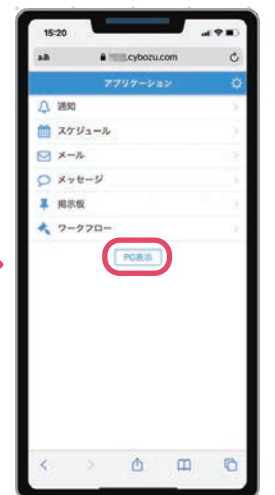 15:20
.cybozu.com
アプリケーション
通知
スケジュール
メール
メッセージ
掲示板
ワークフロー
PC表示